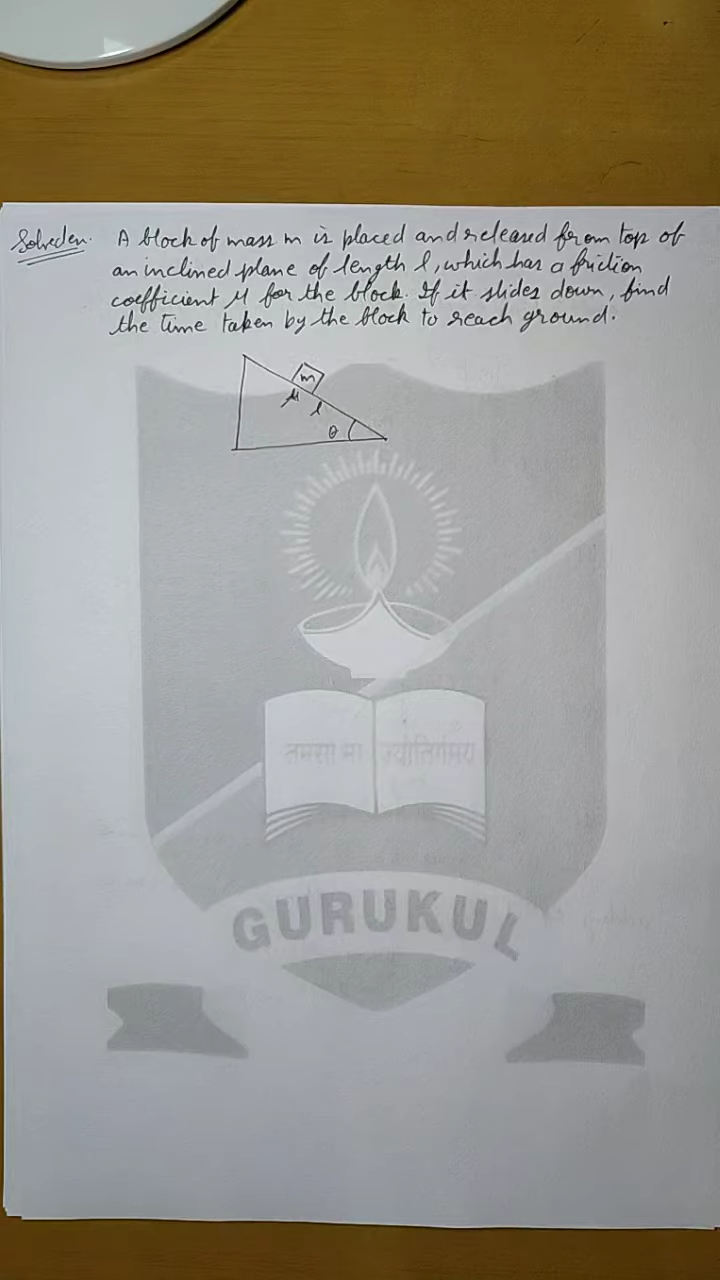 Solved ex. A block of mass m is placed and released from top of
an inclined plane of length l, which has a friction
coefficient μ for the block. If it slides down, find
the time taken by the block to reach ground.
m
μ
l
θ
तमसो मा ज्योतिर्गमय
GURUKUL